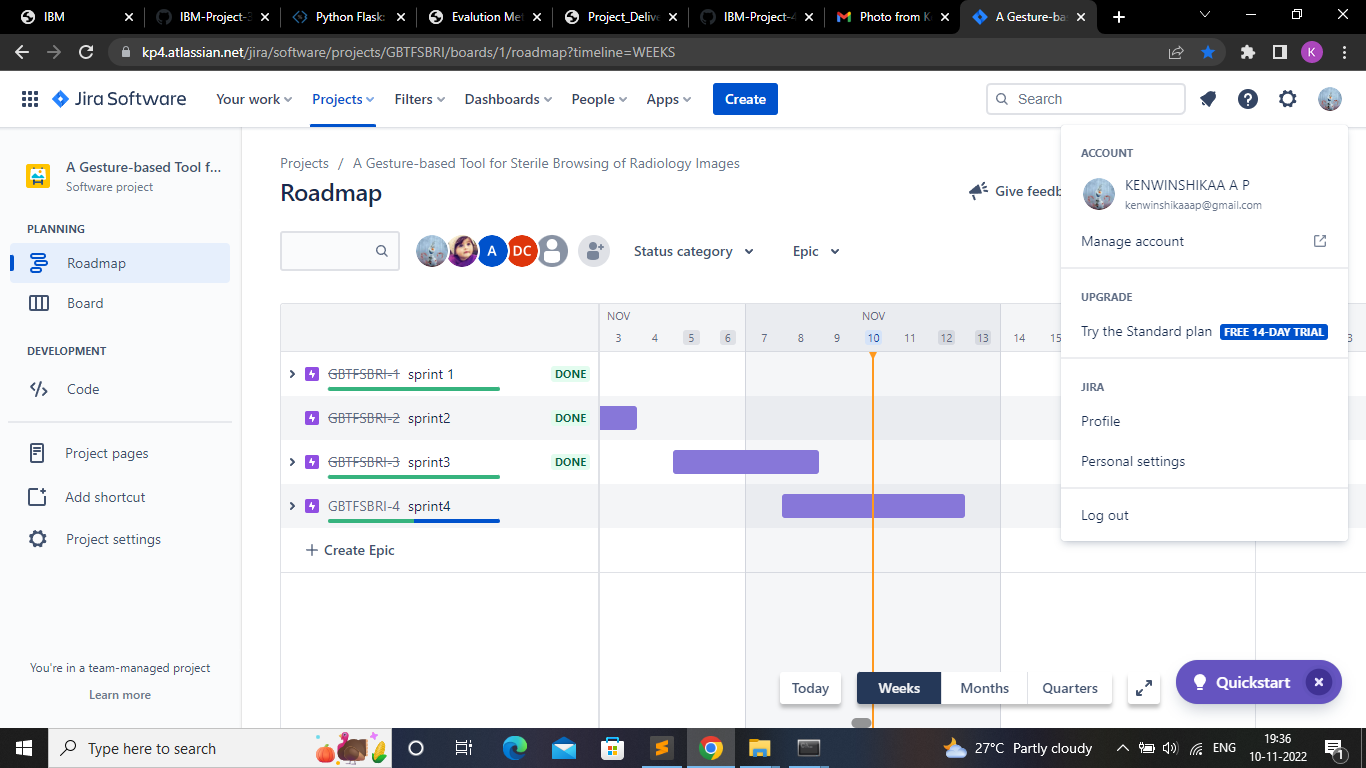 IBM
IBM-Project-3
Python Flask:
Evalution Me
Project_Delive
IBM-Project-4
Photo from K
A Gesture-ba
kp4.atlassian.net/jira/software/projects/GBTFSBRI/boards/1/roadmap?timeline=WEEKS
K
Jira Software
Your work
Projects
Filters
Dashboards
People
Apps
Create
Search
A Gesture-based Tool f...
Software project
PLANNING
Roadmap
Board
DEVELOPMENT
Code
Project pages
Add shortcut
Project settings
You're in a team-managed project
Learn more
Projects / A Gesture-based Tool for Sterile Browsing of Radiology Images
Roadmap
Give feedb
A
DC
Status category
Epic
NOV
NOV
3 4 5 6 7 8 9 10 11 12 13 14 15 3
GBTFSBRI-1 sprint 1 DONE
GBTFSBRI-2 sprint2 DONE
GBTFSBRI-3 sprint3 DONE
GBTFSBRI-4 sprint4
+ Create Epic
ACCOUNT
KENWINSHIKAA A P
kenwinshikaaap@gmail.com
Manage account
UPGRADE
Try the Standard plan FREE 14-DAY TRIAL
JIRA
Profile
Personal settings
Log out
Today
Weeks
Months
Quarters
Quickstart
Type here to search
27°C Partly cloudy
ENG
19:36
10-11-2022
1